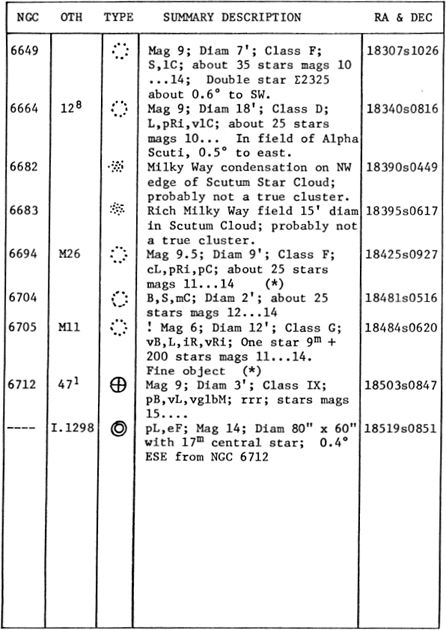 NGC OTH TYPE SUMMARY DESCRIPTION RA & DEC
6649 Mag 9; Diam 7'; Class F; 18307s1026
S,lC; about 35 stars mags 10
...14; Double star Σ2325
about 0.6° to SW.
6664 12⁸ Mag 9; Diam 18'; Class D; 18340s0816
L,pRi,vlC; about 25 stars
mags 10... In field of Alpha
Scuti, 0.5° to east.
6682 Milky Way condensation on NW 18390s0449
edge of Scutum Star Cloud;
probably not a true cluster.
6683 Rich Milky Way field 15' diam 18395s0617
in Scutum Cloud; probably not
a true cluster.
6694 M26 Mag 9.5; Diam 9'; Class F; 18425s0927
cL,pRi,pC; about 25 stars
mags 11...14 (*)
6704 B,S,mC; Diam 2'; about 25 18481s0516
stars mags 12...14
6705 M11 ! Mag 6; Diam 12'; Class G; 18484s0620
vB,L,iR,vRi; One star 9ᵐ +
200 stars mags 11...14.
Fine object (*)
6712 47¹ Mag 9; Diam 3'; Class IX; 18503s0847
pB,vL,vglbM; rrr; stars mags
15....
---- I.1298 pL,eF; Mag 14; Diam 80" x 60" 18519s0851
with 17ᵐ central star; 0.4°
ESE from NGC 6712